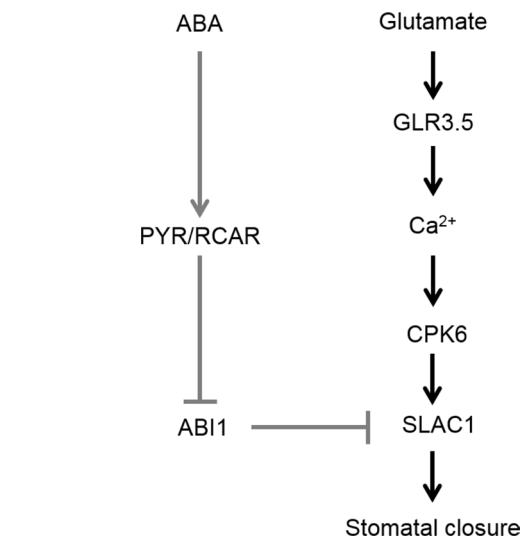 ABA
Glutamate
GLR3.5
Ca²⁺
PYR/RCAR
CPK6
ABI1
SLAC1
Stomatal closure